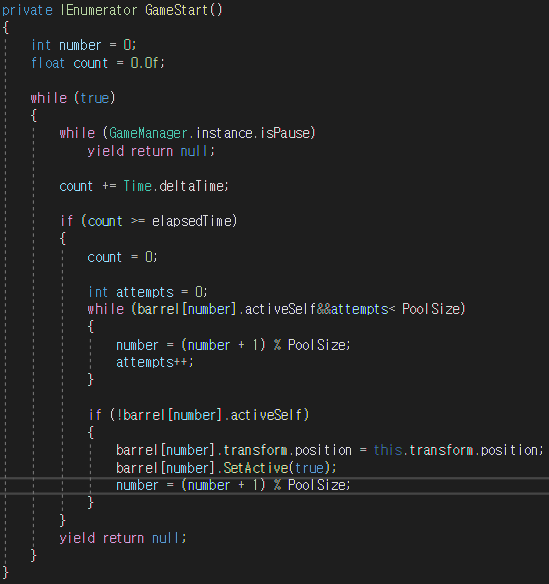 private IEnumerator GameStart()
{
int number = 0;
float count = 0.0f;
while (true)
{
while (GameManager.instance.isPause)
yield return null;
count += Time.deltaTime;
if (count >= elapsedTime)
{
count = 0;
int attempts = 0;
while (barrel[number].activeSelf&&attempts< PoolSize)
{
number = (number + 1) % PoolSize;
attempts++;
}
if (!barrel[number].activeSelf)
{
barrel[number].transform.position = this.transform.position;
barrel[number].SetActive(true);
number = (number + 1) % PoolSize;
}
}
yield return null;
}
}